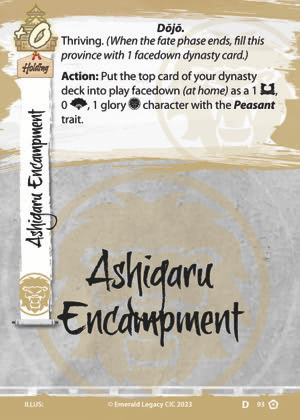 +0
Holding
Dōjō.
Thriving. (When the fate phase ends, fill this
province with 1 facedown dynasty card.)
Action: Put the top card of your dynasty
deck into play facedown (at home) as a 1 ,
0 , 1 glory character with the Peasant
trait.
Ashigaru Encampment
Ashigaru
Encampment
ILLUS:
© Emerald Legacy CIC 2023
D 93